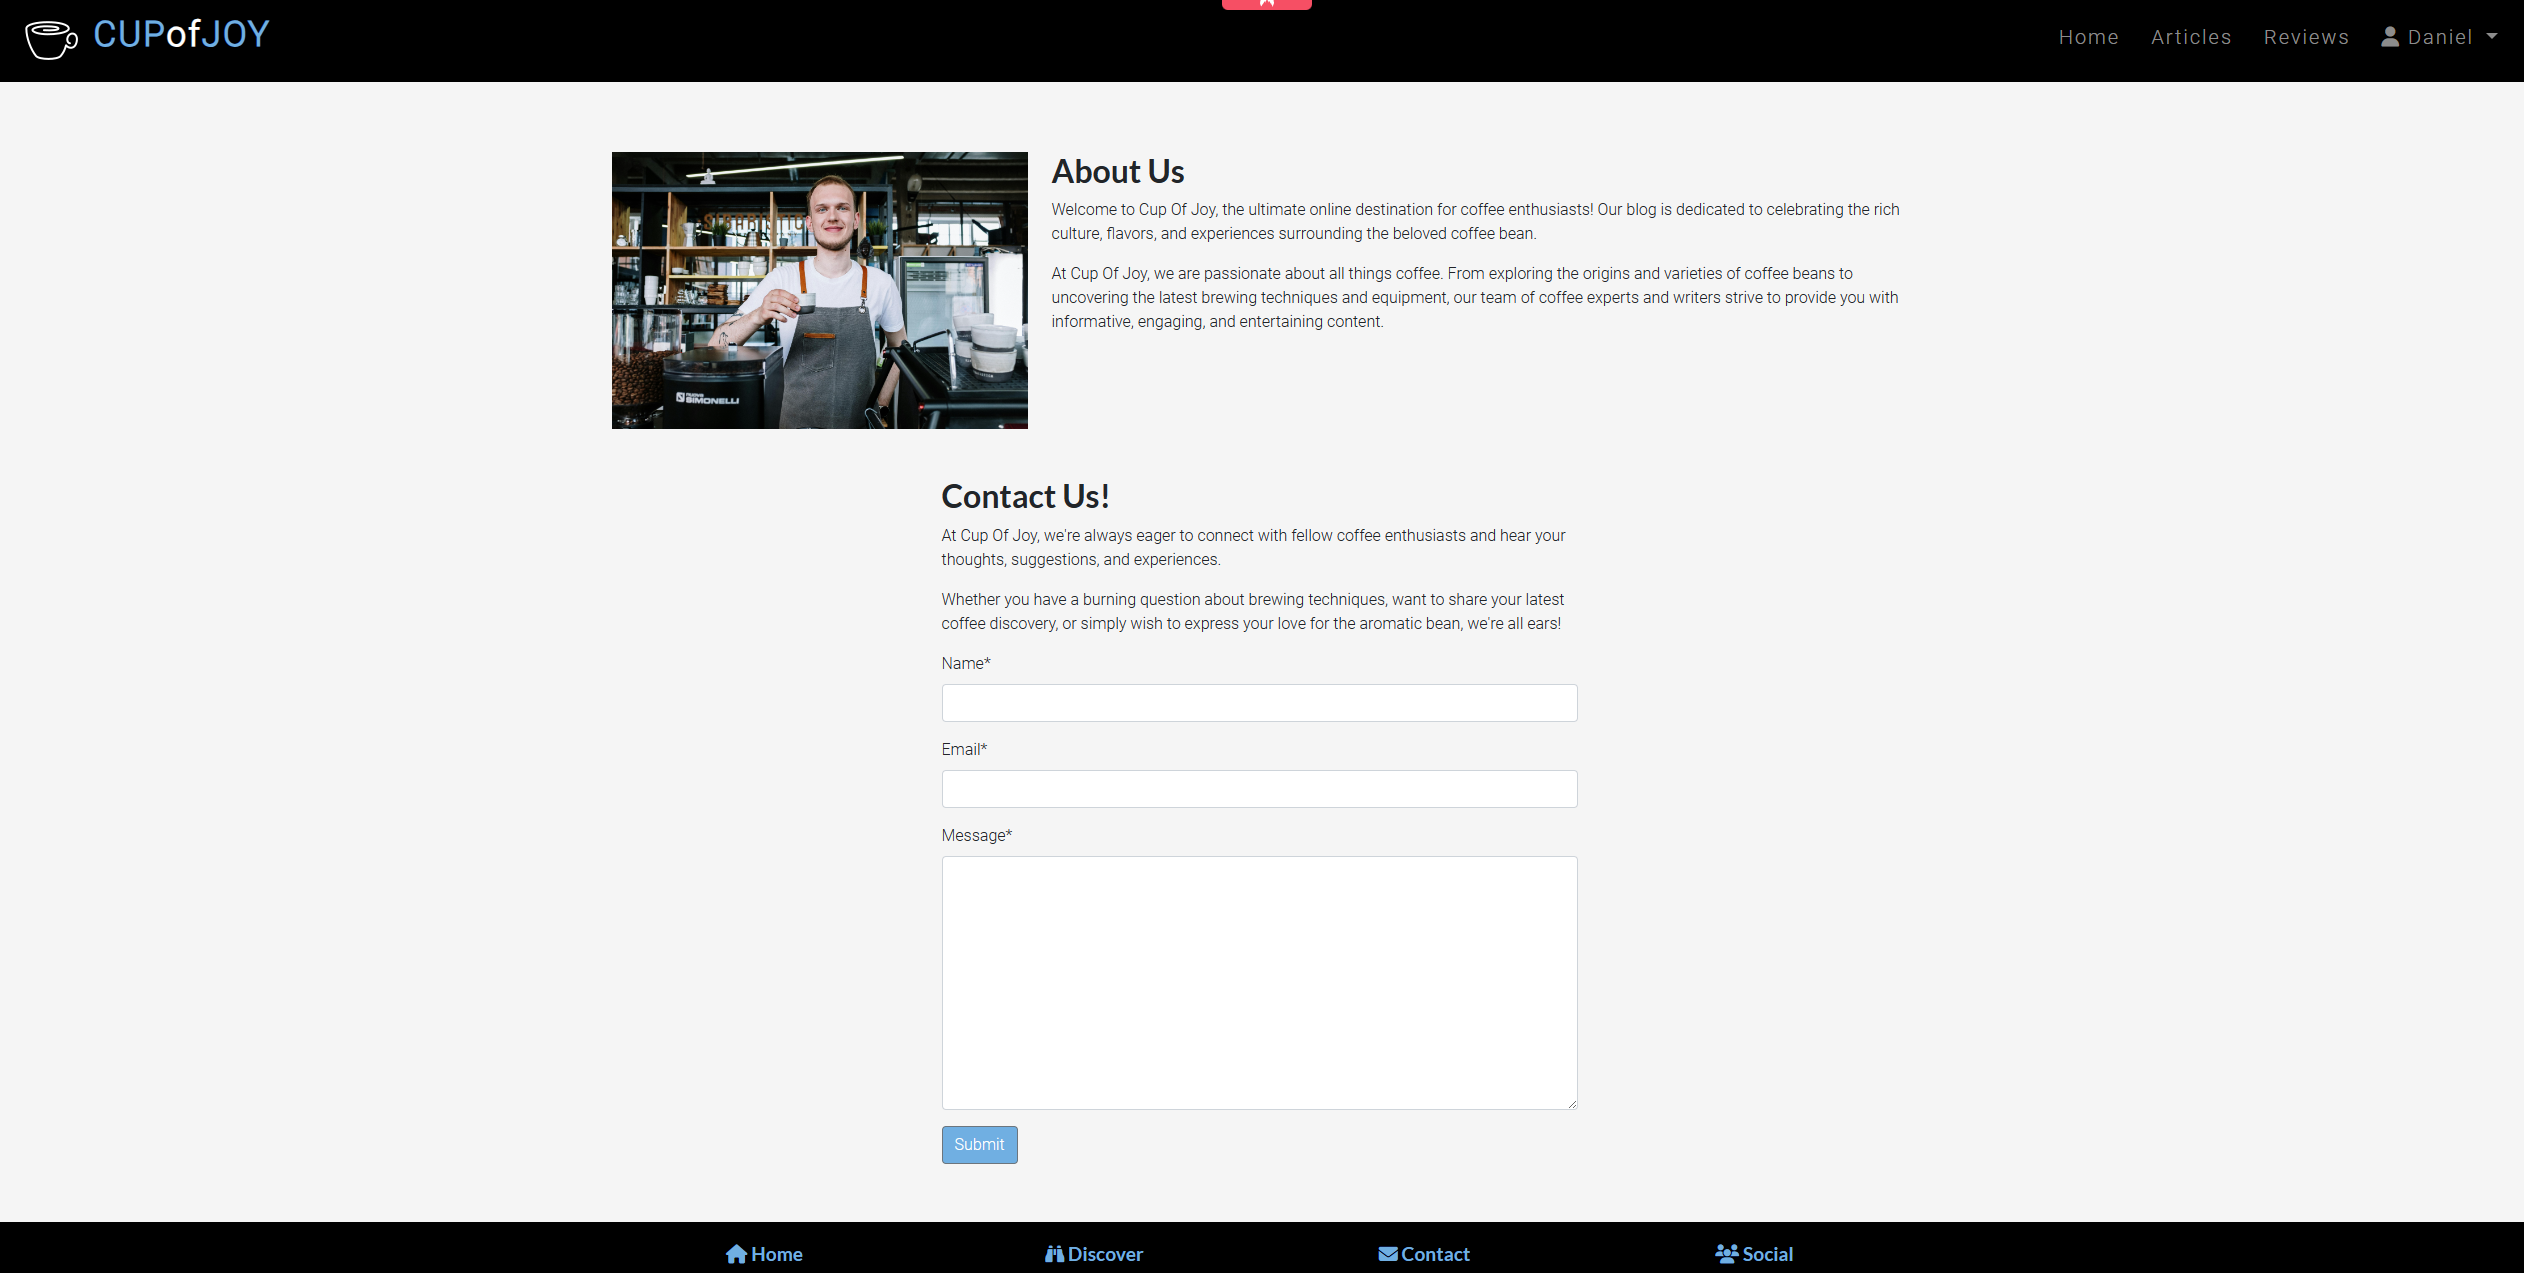 CUPofJOY
Home Articles Reviews Daniel
About Us
Welcome to Cup Of Joy, the ultimate online destination for coffee enthusiasts! Our blog is dedicated to celebrating the rich
culture, flavors, and experiences surrounding the beloved coffee bean.
At Cup Of Joy, we are passionate about all things coffee. From exploring the origins and varieties of coffee beans to
uncovering the latest brewing techniques and equipment, our team of coffee experts and writers strive to provide you with
informative, engaging, and entertaining content.
SIMONELLI
Contact Us!
At Cup Of Joy, we're always eager to connect with fellow coffee enthusiasts and hear your
thoughts, suggestions, and experiences.
Whether you have a burning question about brewing techniques, want to share your latest
coffee discovery, or simply wish to express your love for the aromatic bean, we're all ears!
Name*
Email*
Message*
Submit
Home Discover Contact Social